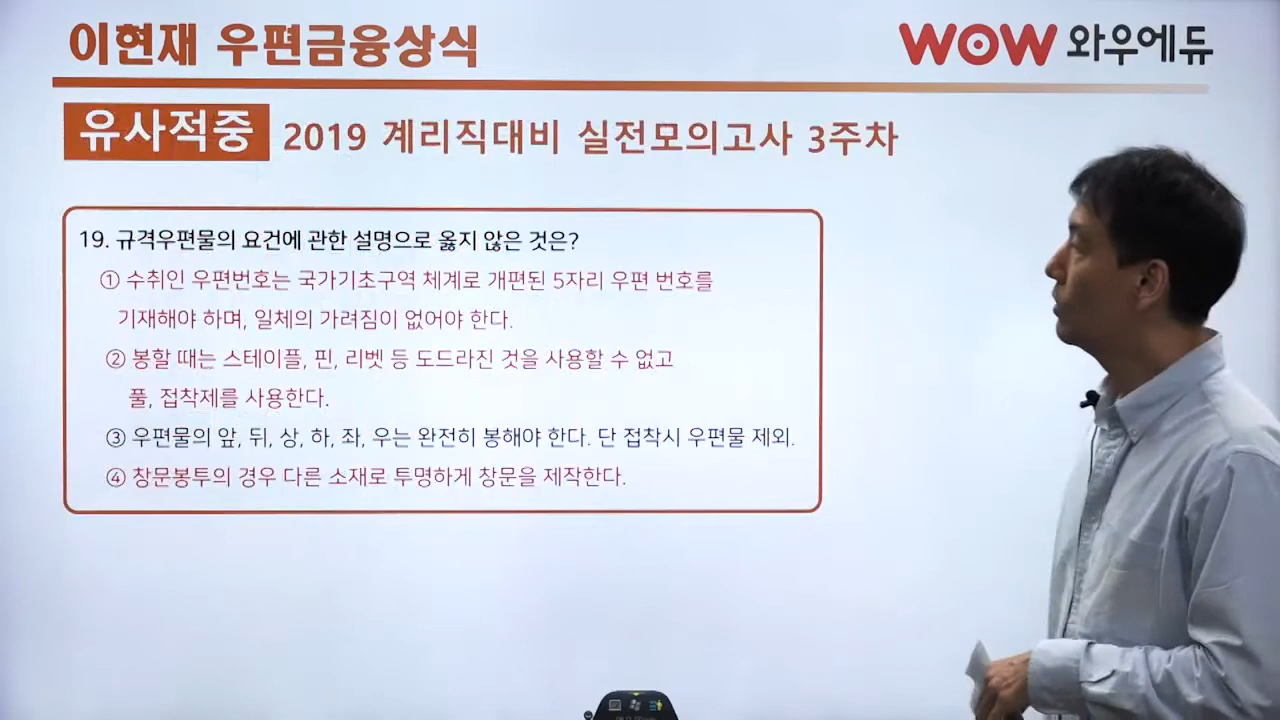 이현재 우편금융상식
WOW 와우에듀
유사적중 2019 계리직대비 실전모의고사 3주차
19. 규격우편물의 요건에 관한 설명으로 옳지 않은 것은?
① 수취인 우편번호는 국가기초구역 체계로 개편된 5자리 우편 번호를
기재해야 하며, 일체의 가려짐이 없어야 한다.
② 봉할 때는 스테이플, 핀, 리벳 등 도드라진 것을 사용할 수 없고
풀, 접착제를 사용한다.
③ 우편물의 앞, 뒤, 상, 하, 좌, 우는 완전히 봉해야 한다. 단 접착시 우편물 제외.
④ 창문봉투의 경우 다른 소재로 투명하게 창문을 제작한다.